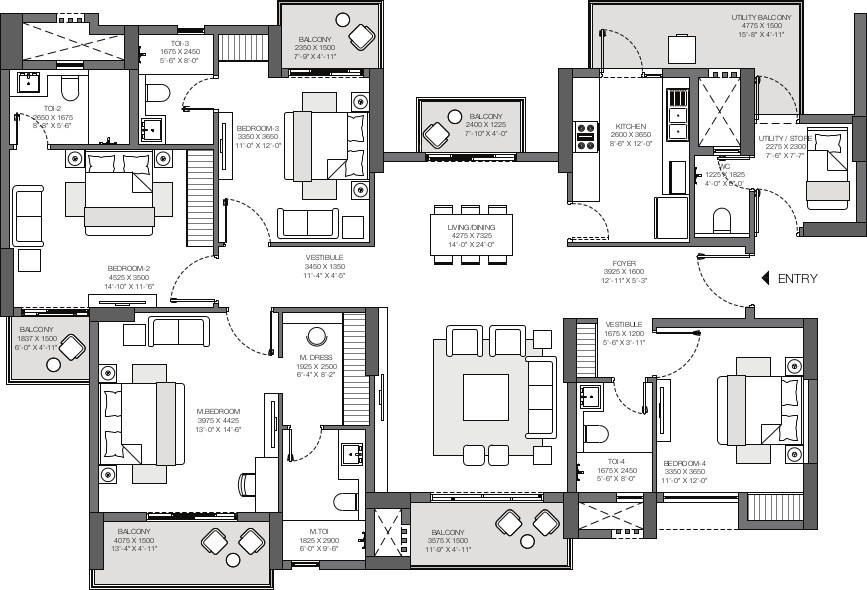 BALCONY
2350 X 1500
7'-9" X 4'-11"
UTILITY BALCONY
4775 X 1500
15'-8" X 4'-11"
TOI-3
1675 X 2450
5'-6" X 8'-0"
TOI-2
2650 X 1675
8'-8" X 5'-6"
BEDROOM-3
3350 X 3650
11'-0" X 12'-0"
BALCONY
2400 X 1225
7'-10" X 4'-0"
KITCHEN
2600 X 3650
8'-6" X 12'-0"
UTILITY / STORE
2275 X 2300
7'-6" X 7'-7"
WC
1225 X 1825
4'-0" X 6'-0"
LIVING/DINING
4275 X 7325
14'-0" X 24'-0"
VESTIBULE
3450 X 1350
11'-4" X 4'-5"
BEDROOM-2
4525 X 3500
14'-10" X 11-'6"
FOYER
3925 X 1600
12'-11" X 5'-3"
ENTRY
BALCONY
1837 X 1500
6'-0" X 4'-11"
VESTIBULE
1675 X 1200
5'-6" X 3'-11"
M. DRESS
1925 X 2500
6'-4" X 8'-2"
M.BEDROOM
3975 X 4425
13'-0" X 14'-6"
TOI-4
1675 X 2450
5'-6" X 8'-0"
BEDROOM-4
3350 X 3650
11'-0" X 12'-0"
BALCONY
4075 X 1500
13'-4" X 4'-11"
M.TOI
1825 X 2900
6'-0" X 9'-6"
BALCONY
3575 X 1500
11'-9" X 4'-11"